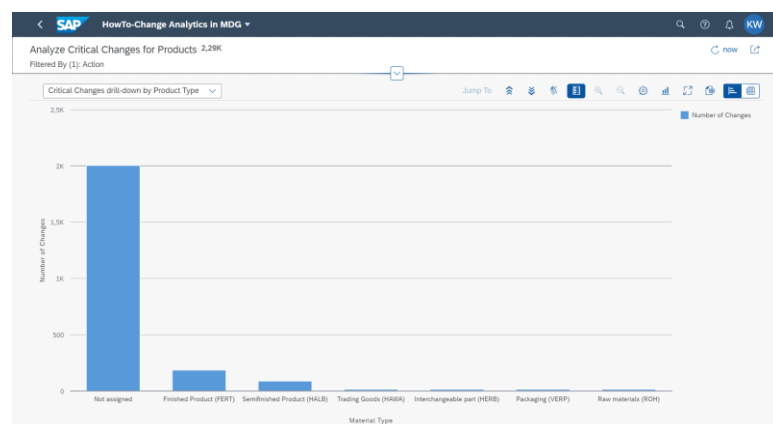 SAP HowTo-Change Analytics in MDG KW
Analyze Critical Changes for Products 2,29K
now
Filtered By (1): Action
Critical Changes drill-down by Product Type
Jump To
Number of Changes
2,5K
2K
1,5K
1K
500
0
Number of Changes
Not assigned
Finished Product (FERT)
Semifinished Product (HALB)
Trading Goods (HAWA)
Interchangeable part (HERB)
Packaging (VERP)
Raw materials (ROH)
Material Type